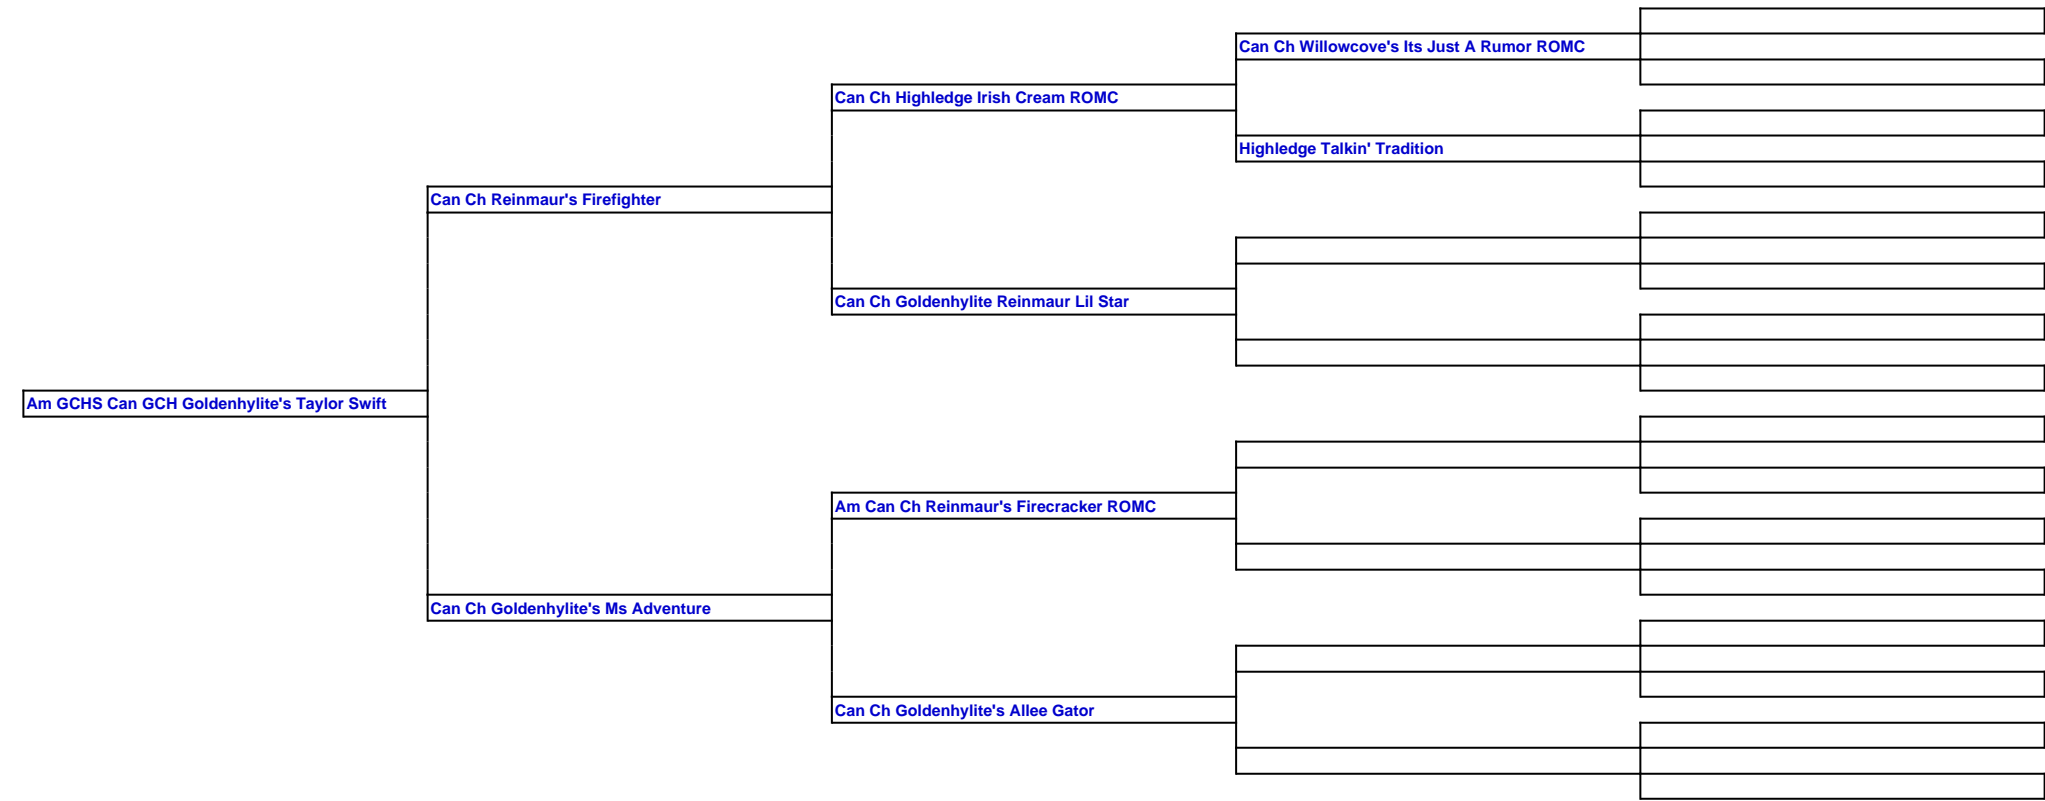 Can Ch Willowcove's Its Just A Rumor ROMC
Can Ch Highledge Irish Cream ROMC
Highledge Talkin' Tradition
Can Ch Reinmaur's Firefighter
Can Ch Goldenhylite Reinmaur Lil Star
Am GCHS Can GCH Goldenhylite's Taylor Swift
Am Can Ch Reinmaur's Firecracker ROMC
Can Ch Goldenhylite's Ms Adventure
Can Ch Goldenhylite's Allee Gator